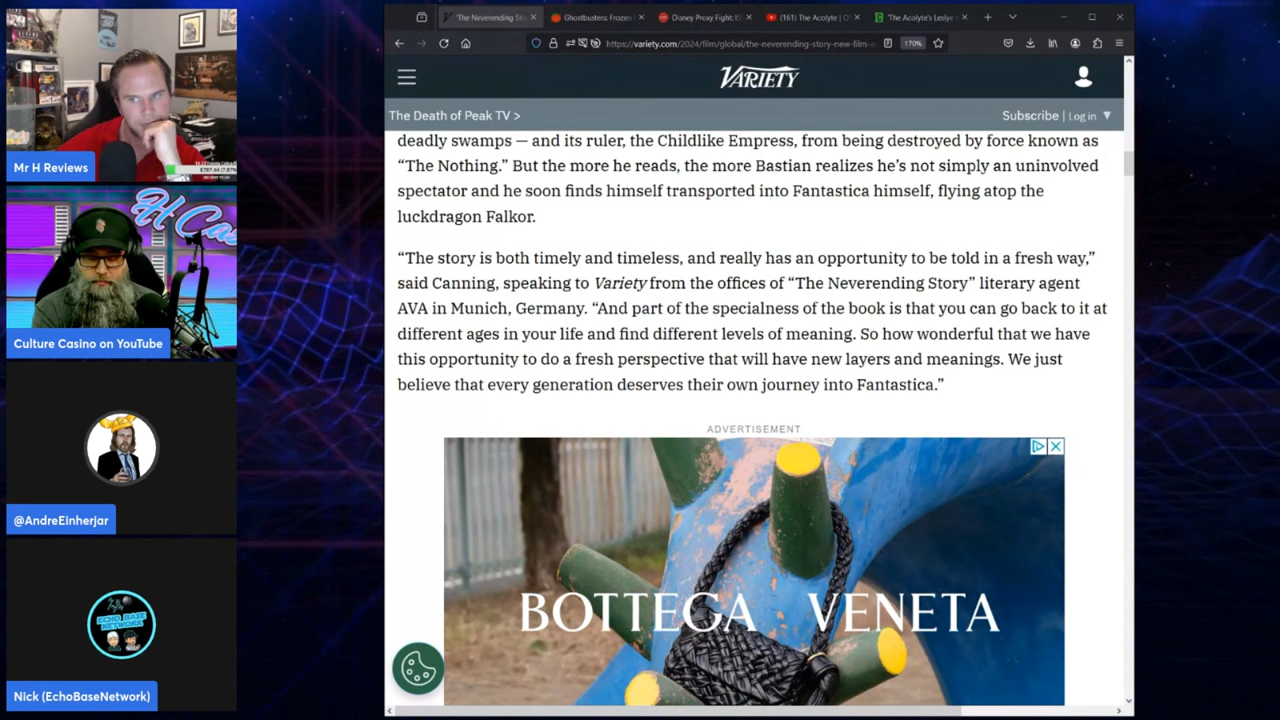 Mr H Reviews
Culture Casino on YouTube
@AndreEinherjar
ECHO BASE
NETWORK
Nick (EchoBaseNetwork)
'The Neverending Sto
Ghostbusters: Frozen E
Disney Proxy Fight: IS
(161) The Acolyte | Of
'The Acolyte's Leslye
https://variety.com/2024/film/global/the-neverending-story-new-film-
170%
VARIETY
The Death of Peak TV >
Subscribe | Log in ▼
deadly swamps — and its ruler, the Childlike Empress, from being destroyed by force known as
“The Nothing.” But the more he reads, the more Bastian realizes he’s not simply an uninvolved
spectator and he soon finds himself transported into Fantastica himself, flying atop the
luckdragon Falkor.
“The story is both timely and timeless, and really has an opportunity to be told in a fresh way,”
said Canning, speaking to Variety from the offices of “The Neverending Story” literary agent
AVA in Munich, Germany. “And part of the specialness of the book is that you can go back to it at
different ages in your life and find different levels of meaning. So how wonderful that we have
this opportunity to do a fresh perspective that will have new layers and meanings. We just
believe that every generation deserves their own journey into Fantastica.”
ADVERTISEMENT
BOTTEGA VENETA